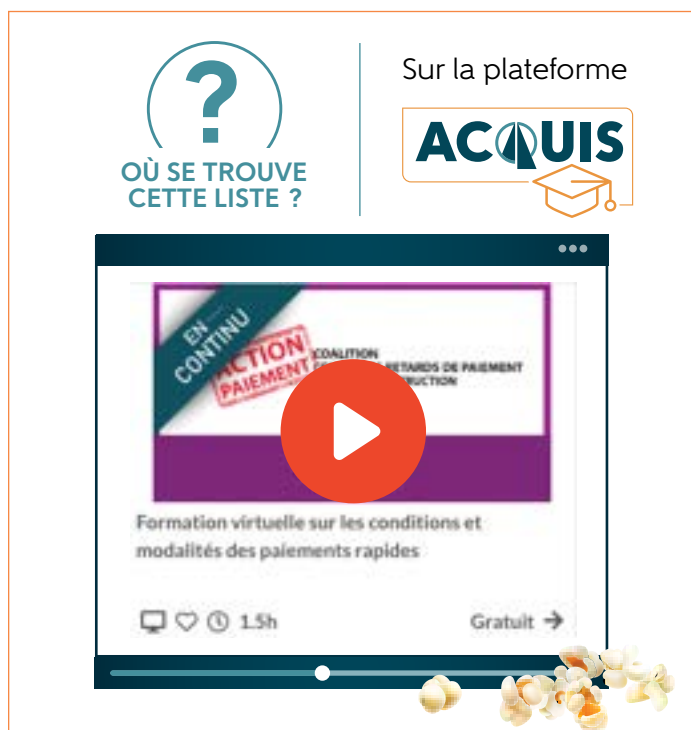 ?
OÙ SE TROUVE
CETTE LISTE ?
Sur la plateforme
ACQUIS
EN
CONTINU
ACTION
PAIEMENT
COALITION
RETARDS DE PAIEMENT
Formation virtuelle sur les conditions et
modalités des paiements rapides
1.5h
Gratuit →